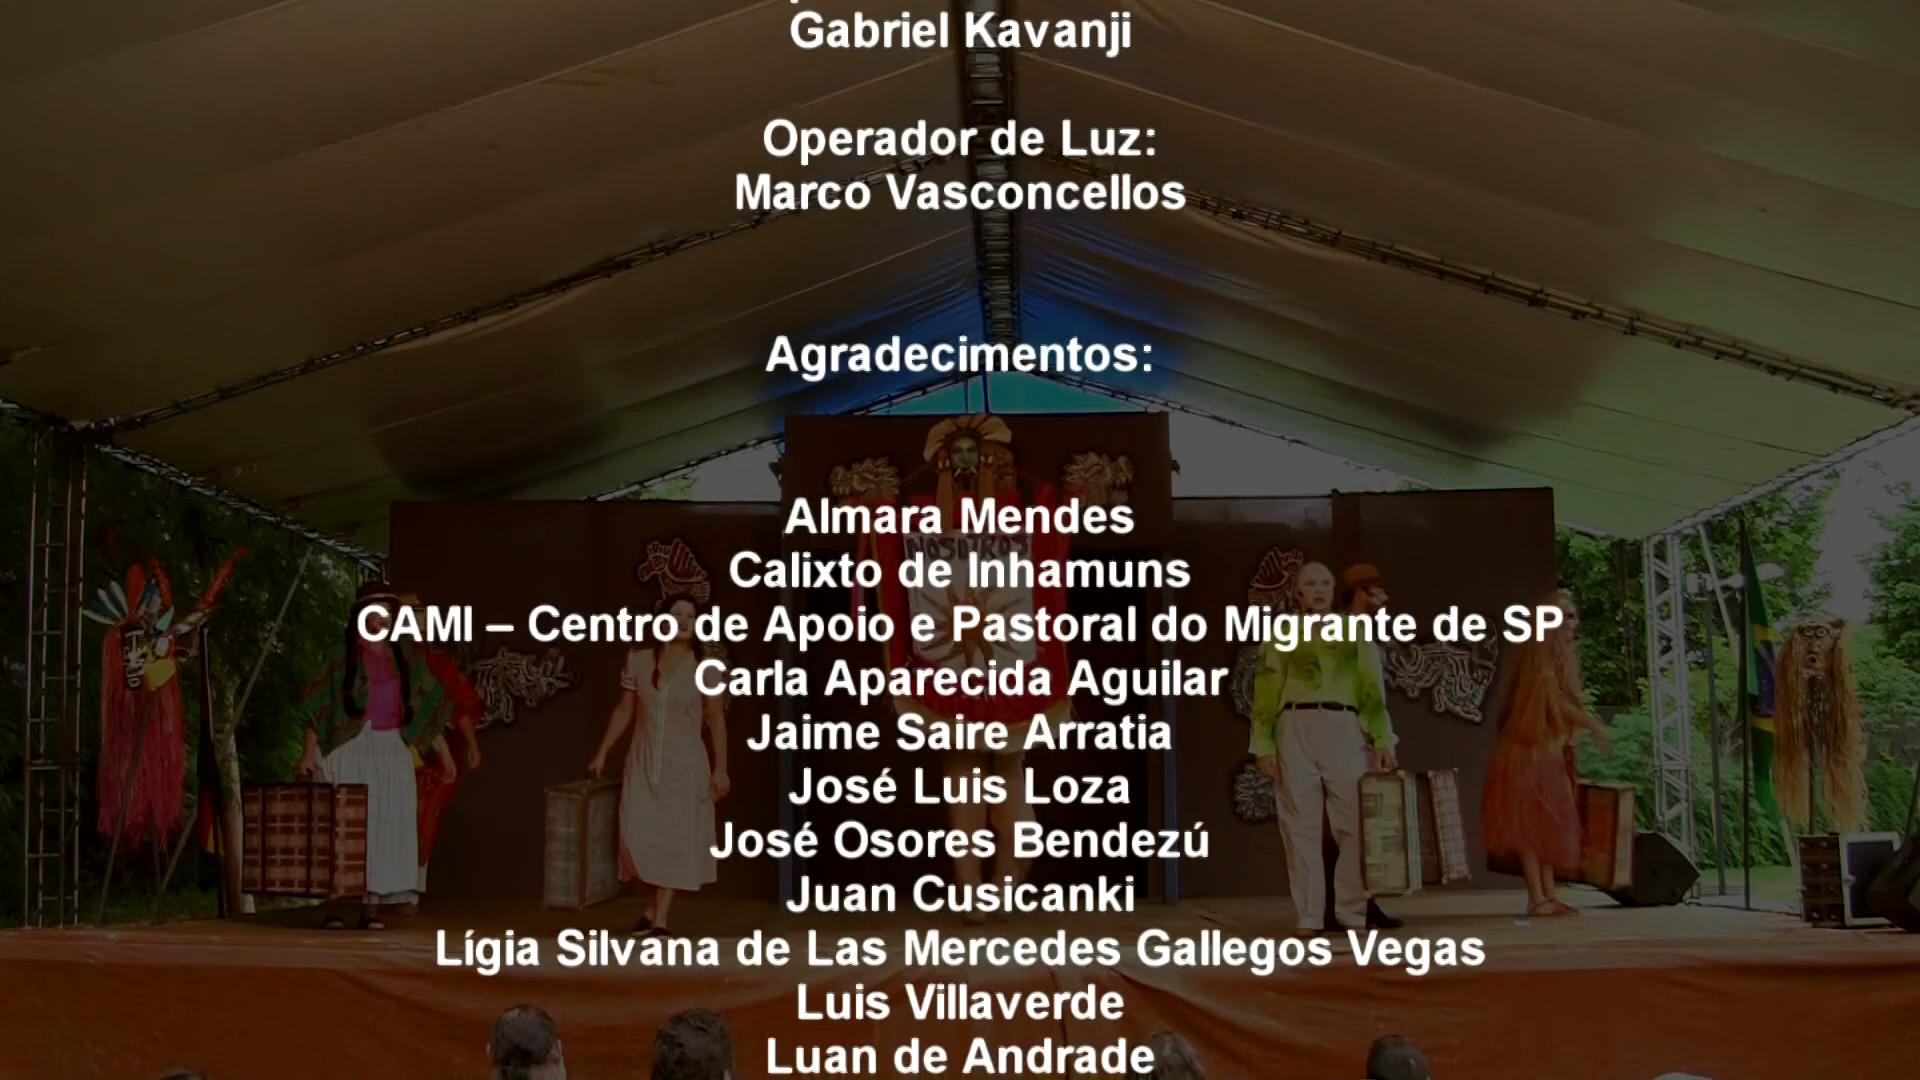 Gabriel Kavanji
Operador de Luz:
Marco Vasconcellos
Agradecimentos:
Almara Mendes
NOSOTROS
Calixto de Inhamuns
CAMI – Centro de Apoio e Pastoral do Migrante de SP
Carla Aparecida Aguilar
Jaime Saire Arratia
José Luis Loza
José Osores Bendezú
Juan Cusicanki
Lígia Silvana de Las Mercedes Gallegos Vegas
Luis Villaverde
Luan de Andrade